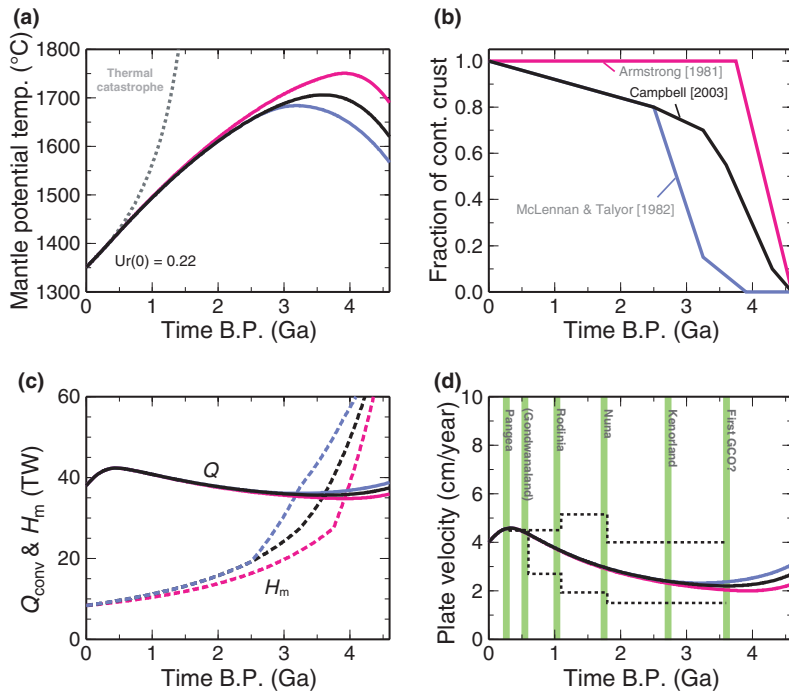 (a)
Mantle potential temp. (°C)
1800
1700
1600
1500
1400
1300
Thermal
catastrophe
Ur(0) = 0.22
0 1 2 3 4
Time B.P. (Ga)
(b)
Fraction of cont. crust
1.0
0.8
0.6
0.4
0.2
0.0
Armstrong [1981]
Campbell [2003]
McLennan & Talyor [1982]
0 1 2 3 4
Time B.P. (Ga)
(c)
Qconv & Hm (TW)
60
40
20
0
Q
Hm
0 1 2 3 4
Time B.P. (Ga)
(d)
Plate velocity (cm/year)
10
8
6
4
2
0
Pangea
(Gondwanaland)
Rodinia
Nuna
Kenorland
First GCO?
0 1 2 3 4
Time B.P. (Ga)